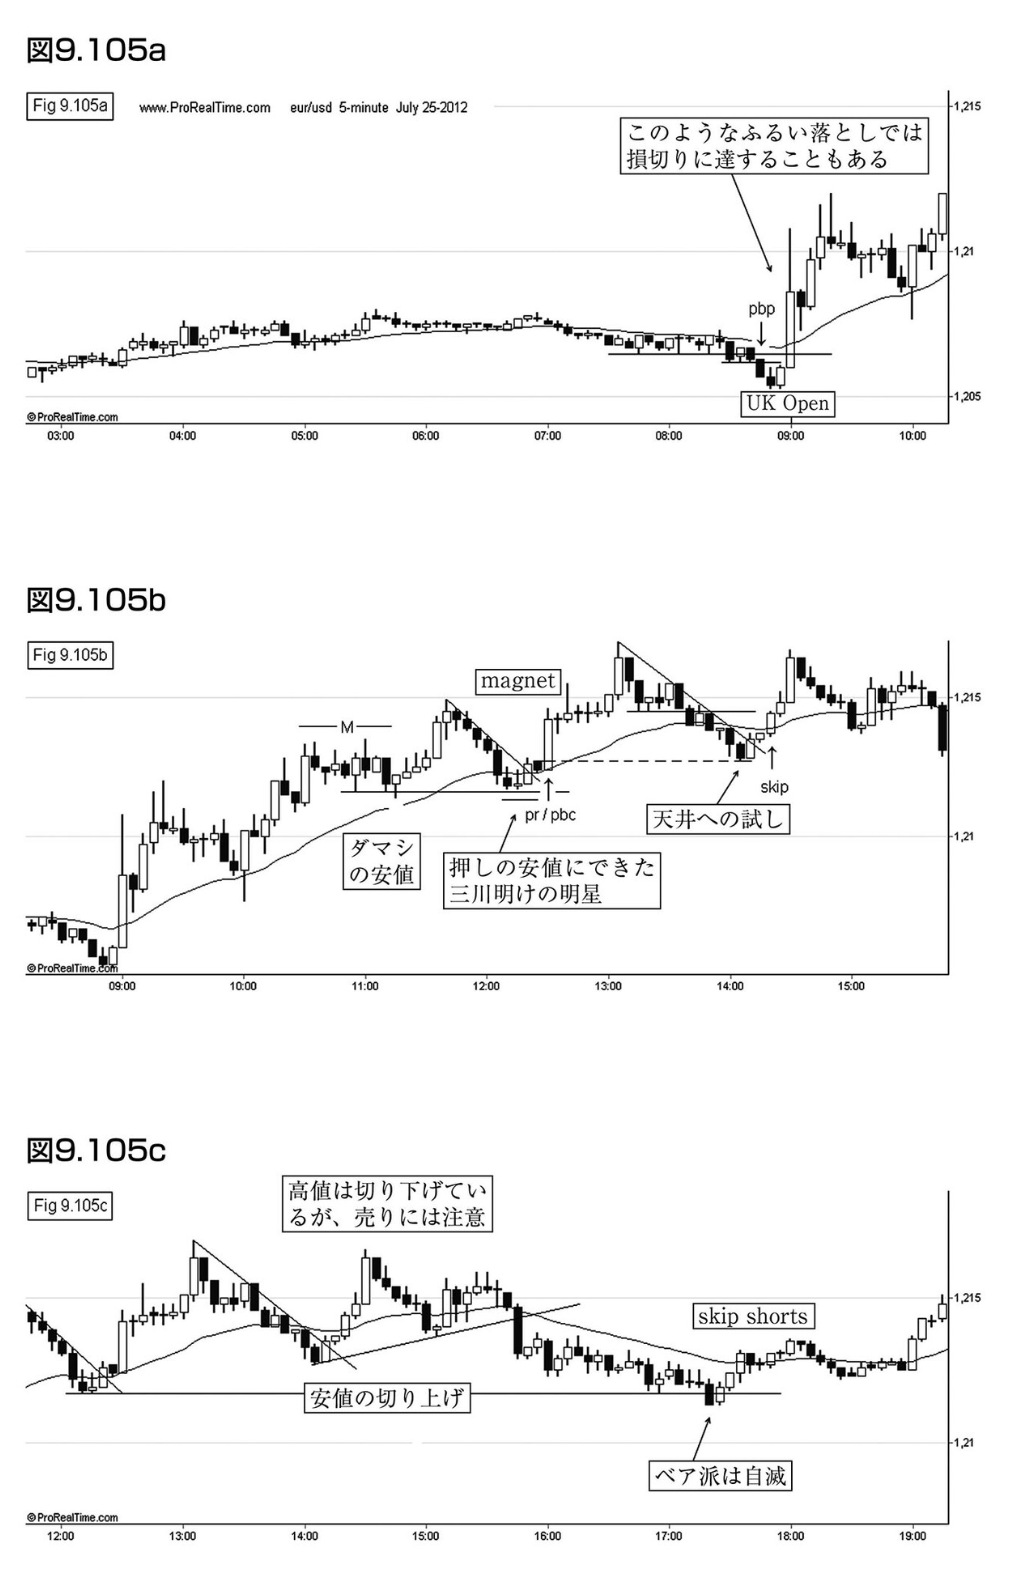 図9.105a
Fig 9.105a
www.ProRealTime.com eur/usd 5-minute July 25-2012
1,215
このようなふるい落としでは
損切りに達することもある
1,21
pbp
1,205
UK Open
©ProRealTime.com
03:00 04:00 05:00 06:00 07:00 08:00 09:00 10:00
図9.105b
Fig 9.105b
magnet
1,215
M
skip
pr / pbc
天井への試し
1,21
ダマシ
の安値
押しの安値にできた
三川明けの明星
©ProRealTime.com
09:00 10:00 11:00 12:00 13:00 14:00 15:00
図9.105c
高値は切り下げてい
るが、売りには注意
Fig 9.105c
1,215
skip shorts
安値の切り上げ
1,21
ベア派は自滅
©ProRealTime.com
12:00 13:00 14:00 15:00 16:00 17:00 18:00 19:00